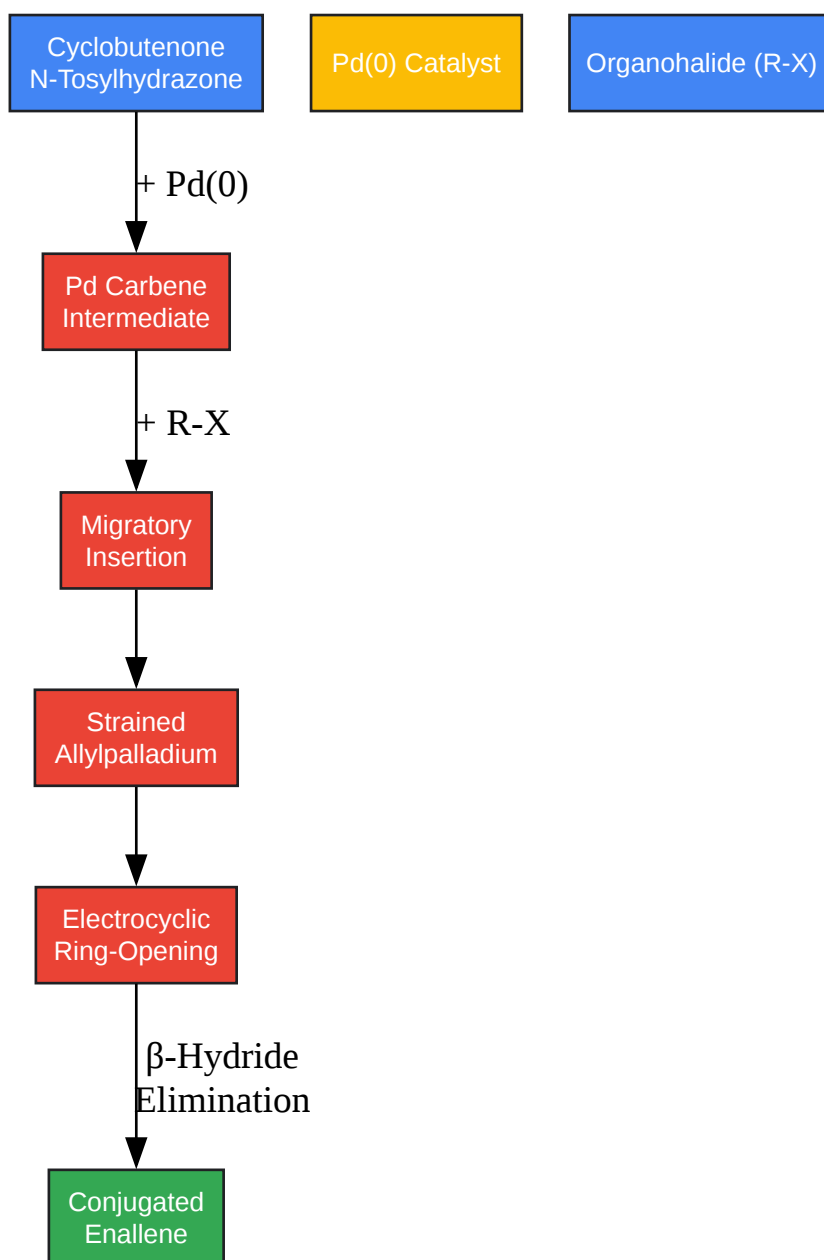 Cyclobutenone
N-Tosylhydrazone
Pd(0) Catalyst
Organohalide (R-X)
+ Pd(0)
Pd Carbene
Intermediate
+ R-X
Migratory
Insertion
Strained
Allylpalladium
Electrocyclic
Ring-Opening
β-Hydride
Elimination
Conjugated
Enallene